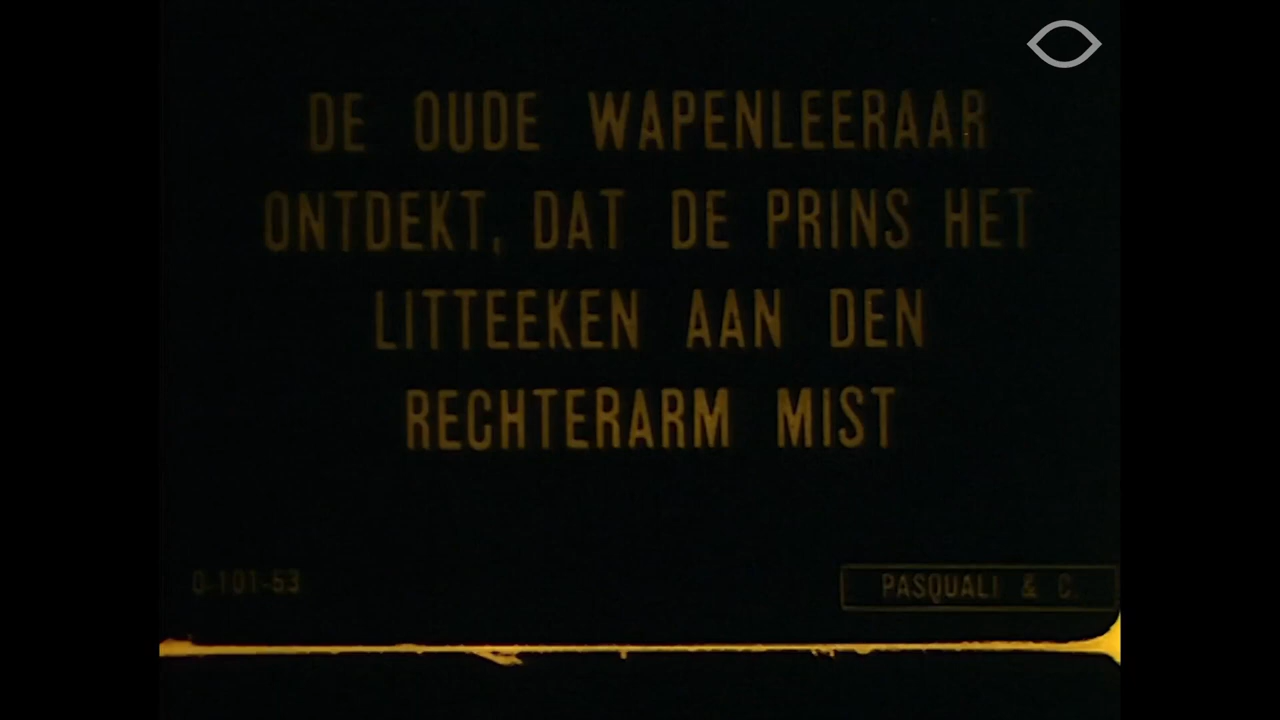 DE OUDE WAPENLEERAAR
ONTDEKT, DAT DE PRINS HET
LITTEEKEN AAN DEN
RECHTERARM MIST
0-101-53
PASQUALI & C.